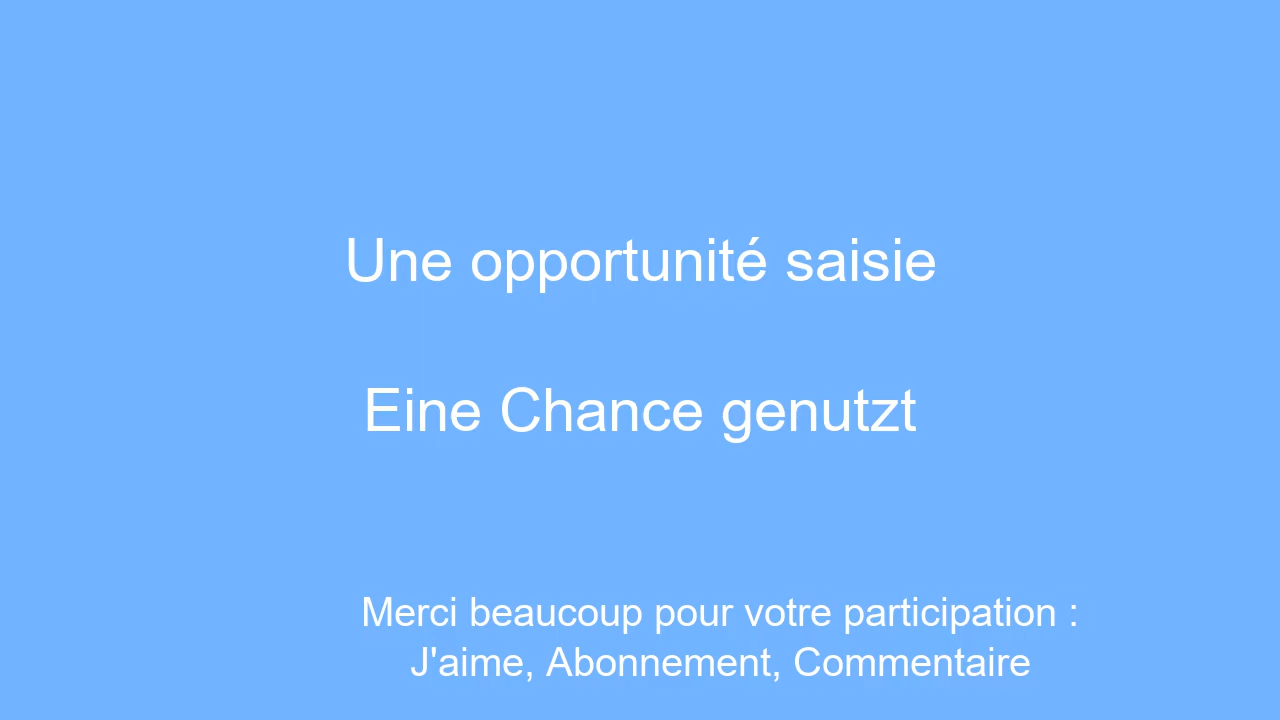 Une opportunité saisie
Eine Chance genutzt
Merci beaucoup pour votre participation :
J'aime, Abonnement, Commentaire